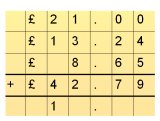 £ 2 1 . 0 0
£ 1 3 . 2 4
£ 8 . 6 5
+ £ 4 2 . 7 9
1 .